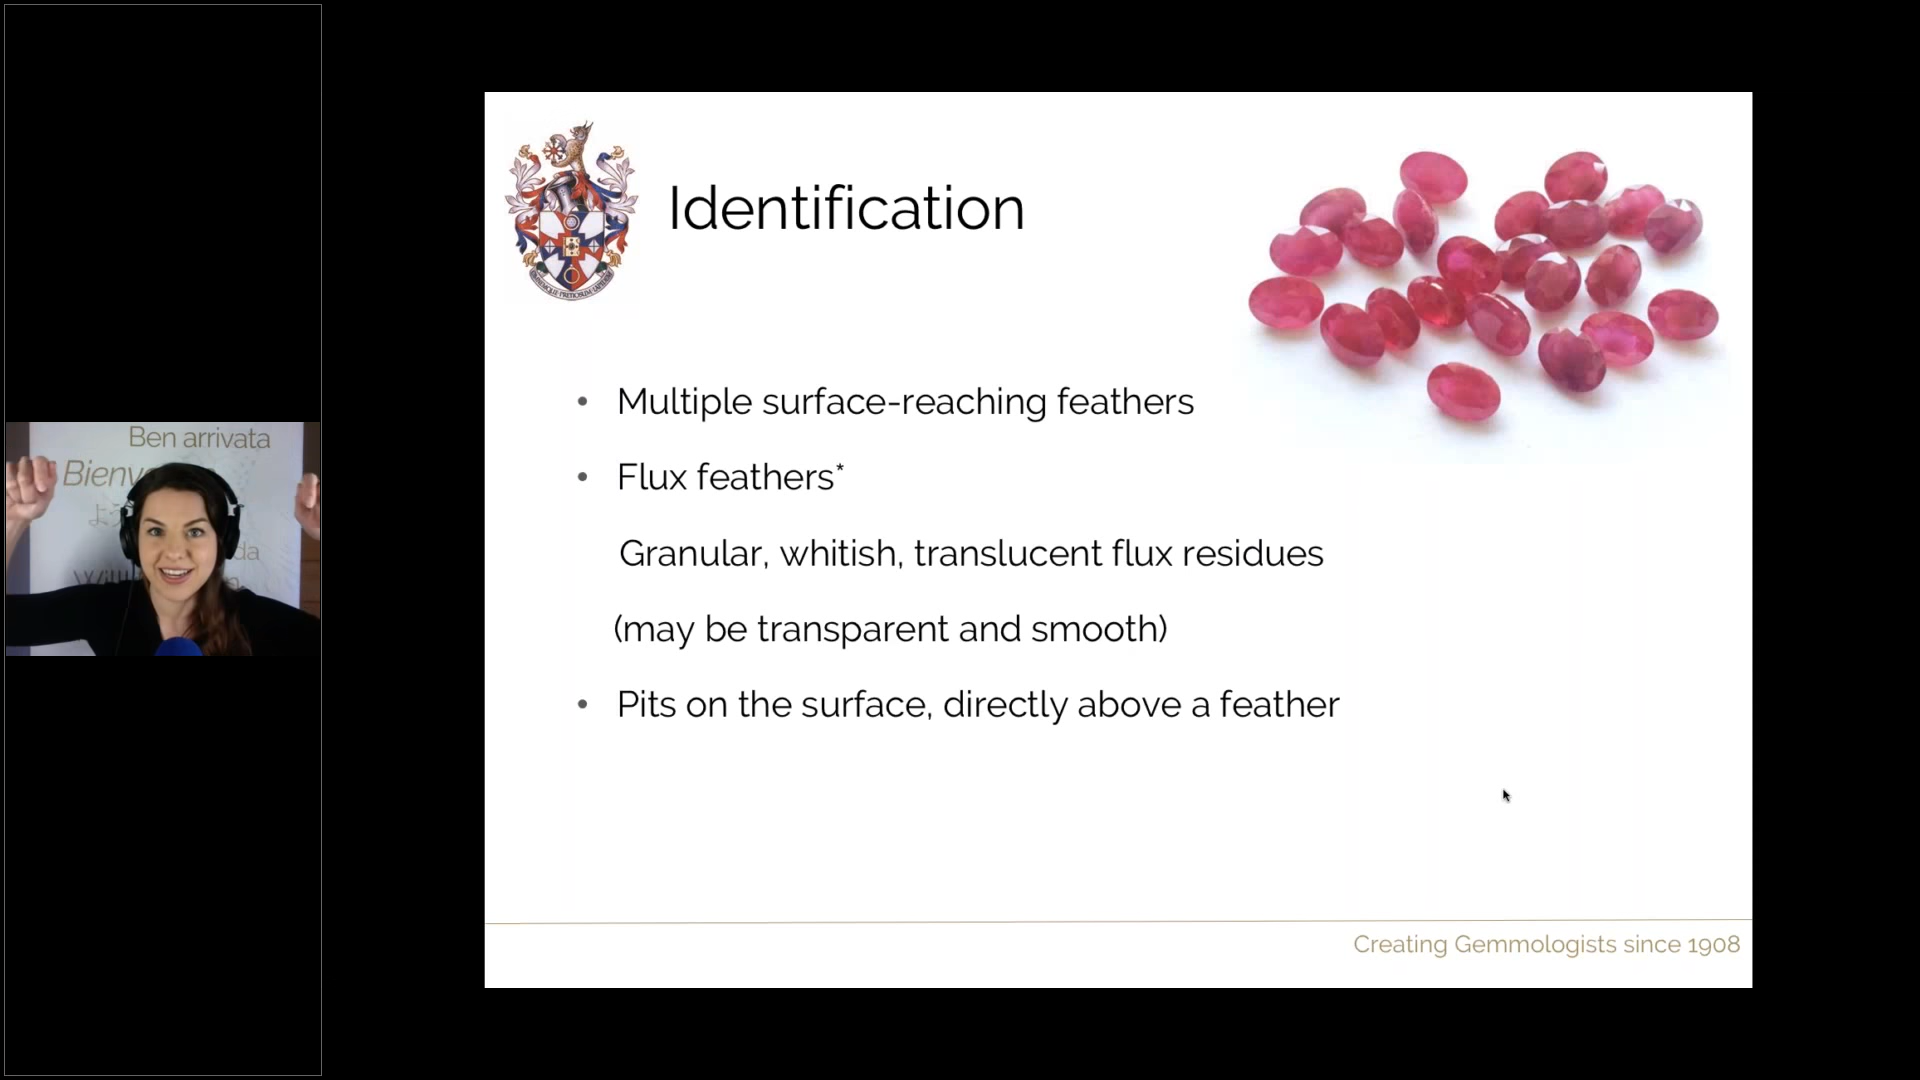 Ben arrivata
Identification
• Multiple surface-reaching feathers
• Flux feathers*
Granular, whitish, translucent flux residues
(may be transparent and smooth)
• Pits on the surface, directly above a feather
Creating Gemmologists since 1908